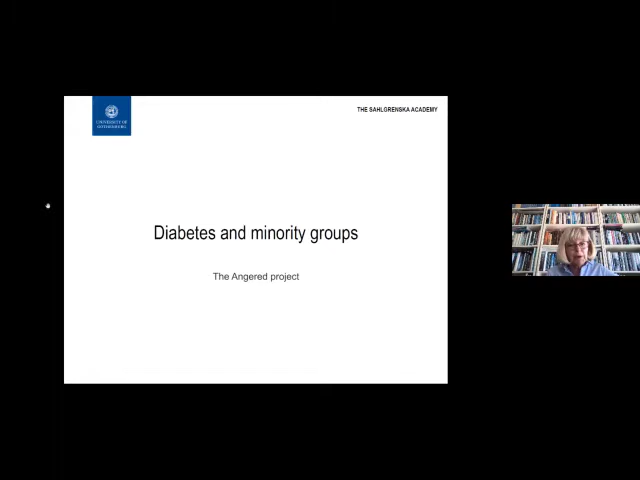 UNIVERSITY OF
GOTHENBURG
THE SAHLGRENSKA ACADEMY
Diabetes and minority groups
The Angered project